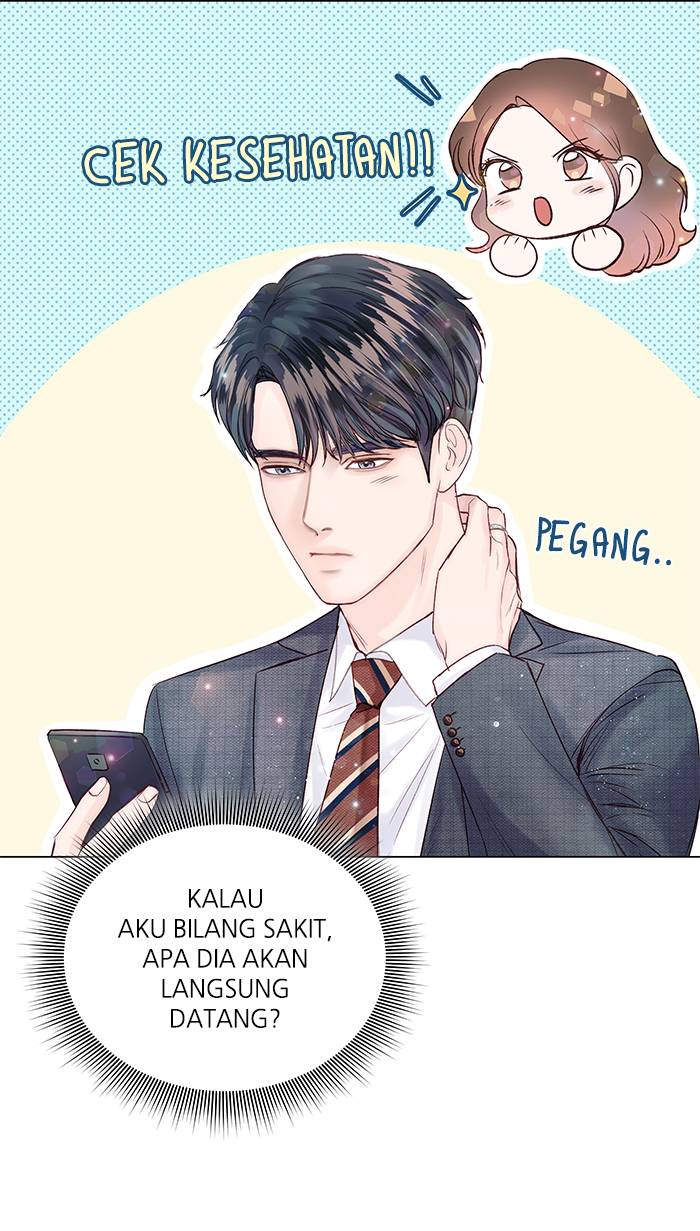 CEK KESEHATAN!!
PEGANG..
KALAU
AKU BILANG SAKIT,
APA DIA AKAN
LANGSUNG
DATANG?